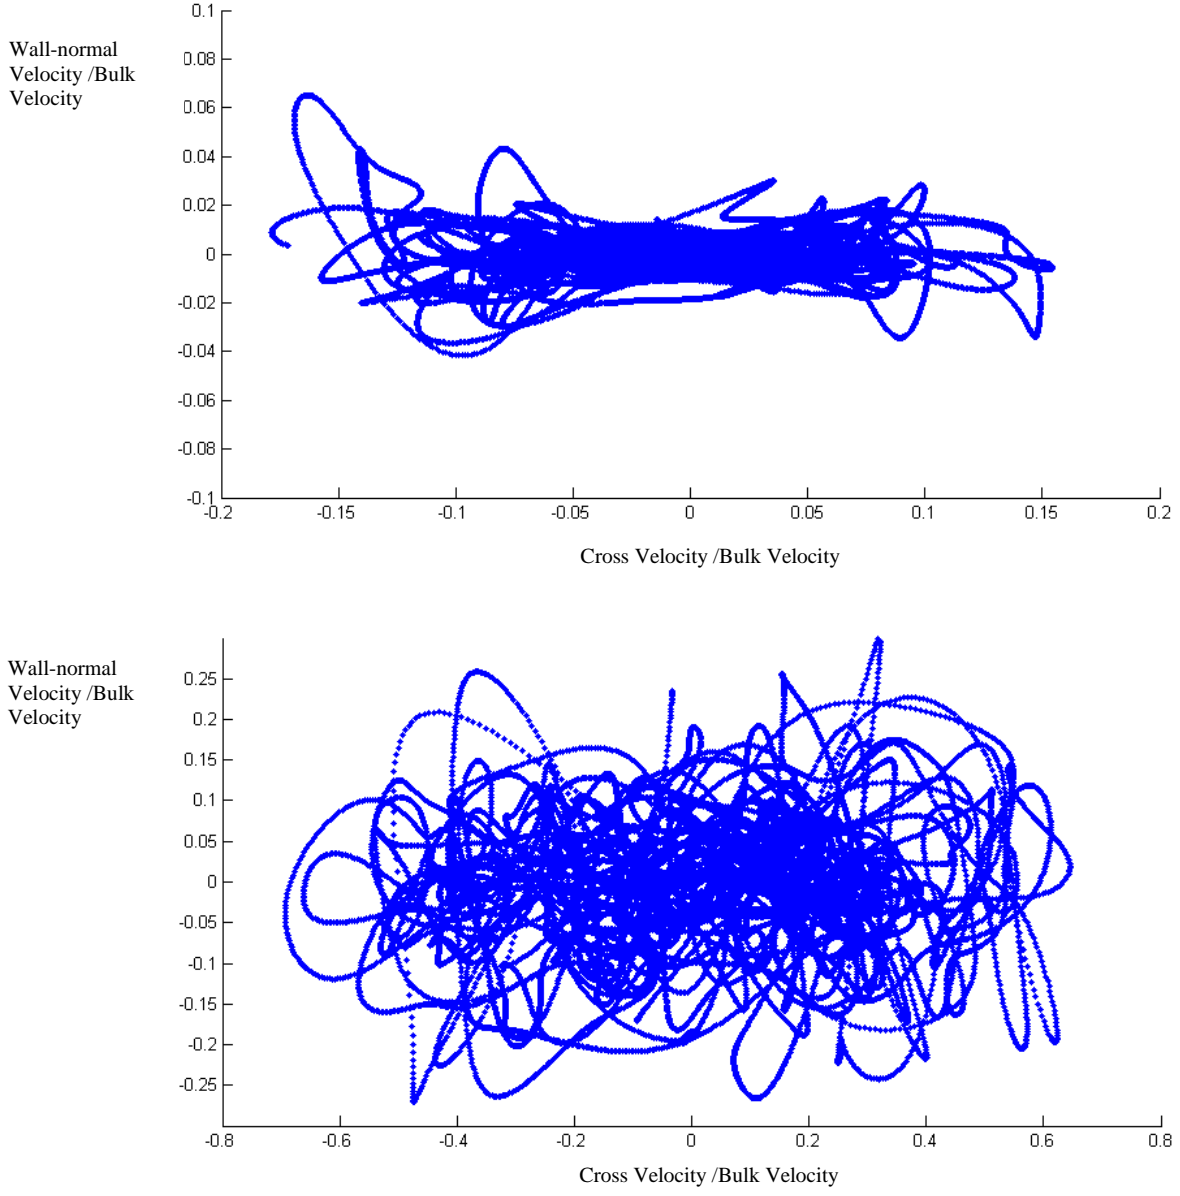 0.1
Wall-normal
Velocity /Bulk
Velocity
0.08
0.06
0.04
0.02
0
-0.02
-0.04
-0.06
-0.08
-0.1
-0.2 -0.15 -0.1 -0.05 0 0.05 0.1 0.15 0.2
Cross Velocity /Bulk Velocity
Wall-normal
Velocity /Bulk
Velocity
0.25
0.2
0.15
0.1
0.05
0
-0.05
-0.1
-0.15
-0.2
-0.25
-0.8 -0.6 -0.4 -0.2 0 0.2 0.4 0.6 0.8
Cross Velocity /Bulk Velocity